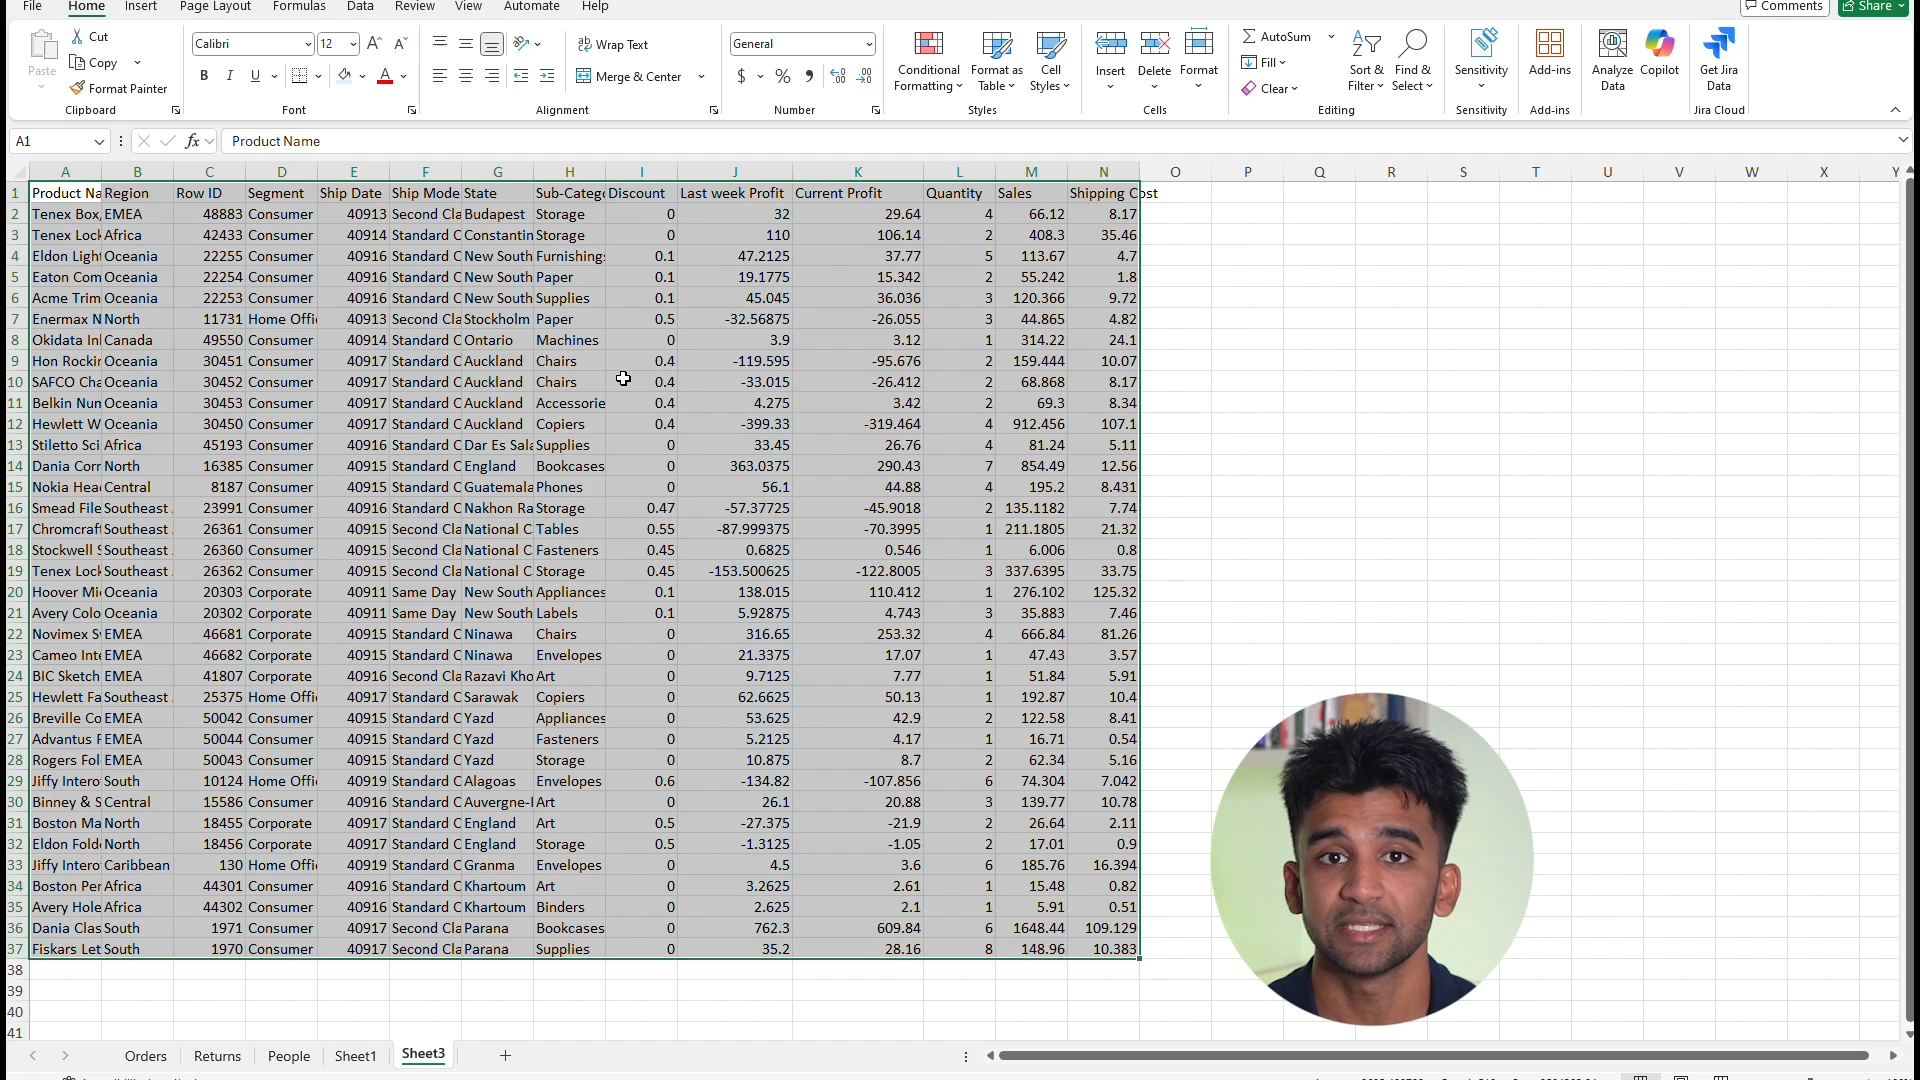 File Home Insert Page Layout Formulas Data Review View Automate Help Comments Share
Paste Cut Copy Format Painter Clipboard
Calibri 12 B I U Font
Wrap Text Merge & Center Alignment
General $ % Number
Conditional Formatting Format as Table Cell Styles Styles
Insert Delete Format Cells
AutoSum Fill Clear Sort & Filter Find & Select Editing
Sensitivity Sensitivity
Add-ins Add-ins
Analyze Data Copilot
Get Jira Data Jira Cloud
A1 fx Product Name
A B C D E F G H I J K L M N O P Q R S T U V W X Y
1 Product Na Region Row ID Segment Ship Date Ship Mode State Sub-Catego Discount Last week Profit Current Profit Quantity Sales Shipping Cost
2 Tenex Box, EMEA 48883 Consumer 40913 Second Cla Budapest Storage 0 32 29.64 4 66.12 8.17
3 Tenex Lock Africa 42433 Consumer 40914 Standard C Constantin Storage 0 110 106.14 2 408.3 35.46
4 Eldon Light Oceania 22255 Consumer 40916 Standard C New South Furnishings 0.1 47.2125 37.77 5 113.67 4.7
5 Eaton Com Oceania 22254 Consumer 40916 Standard C New South Paper 0.1 19.1775 15.342 2 55.242 1.8
6 Acme Trim Oceania 22253 Consumer 40916 Standard C New South Supplies 0.1 45.045 36.036 3 120.366 9.72
7 Enermax N North 11731 Home Offi 40913 Second Cla Stockholm Paper 0.5 -32.56875 -26.055 3 44.865 4.82
8 Okidata Inl Canada 49550 Consumer 40914 Standard C Ontario Machines 0 3.9 3.12 1 314.22 24.1
9 Hon Rockin Oceania 30451 Consumer 40917 Standard C Auckland Chairs 0.4 -119.595 -95.676 2 159.444 10.07
10 SAFCO Cha Oceania 30452 Consumer 40917 Standard C Auckland Chairs 0.4 -33.015 -26.412 2 68.868 8.17
11 Belkin Num Oceania 30453 Consumer 40917 Standard C Auckland Accessorie 0.4 4.275 3.42 2 69.3 8.34
12 Hewlett W Oceania 30450 Consumer 40917 Standard C Auckland Copiers 0.4 -399.33 -319.464 4 912.456 107.1
13 Stiletto Sci Africa 45193 Consumer 40916 Standard C Dar Es Sala Supplies 0 33.45 26.76 4 81.24 5.11
14 Dania Corn North 16385 Consumer 40915 Standard C England Bookcases 0 363.0375 290.43 7 854.49 12.56
15 Nokia Head Central 8187 Consumer 40915 Standard C Guatemala Phones 0 56.1 44.88 4 195.2 8.431
16 Smead File Southeast 23991 Consumer 40916 Standard C Nakhon Ra Storage 0.47 -57.37725 -45.9018 2 135.1182 7.74
17 Chromcraft Southeast 26361 Consumer 40915 Second Cla National C Tables 0.55 -87.999375 -70.3995 1 211.1805 21.32
18 Stockwell S Southeast 26360 Consumer 40915 Second Cla National C Fasteners 0.45 0.6825 0.546 1 6.006 0.8
19 Tenex Lock Southeast 26362 Consumer 40915 Second Cla National C Storage 0.45 -153.500625 -122.8005 3 337.6395 33.75
20 Hoover Mi Oceania 20303 Corporate 40911 Same Day New South Appliances 0.1 138.015 110.412 1 276.102 125.32
21 Avery Colo Oceania 20302 Corporate 40911 Same Day New South Labels 0.1 5.92875 4.743 3 35.883 7.46
22 Novimex Sw EMEA 46681 Corporate 40915 Standard C Ninawa Chairs 0 316.65 253.32 4 666.84 81.26
23 Cameo Inte EMEA 46682 Corporate 40915 Standard C Ninawa Envelopes 0 21.3375 17.07 1 47.43 3.57
24 BIC Sketch EMEA 41807 Corporate 40916 Second Cla Razavi Kho Art 0 9.7125 7.77 1 51.84 5.91
25 Hewlett Fa Southeast 25375 Home Offi 40917 Standard C Sarawak Copiers 0 62.6625 50.13 1 192.87 10.4
26 Breville Co EMEA 50042 Consumer 40915 Standard C Yazd Appliances 0 53.625 42.9 2 122.58 8.41
27 Advantus F EMEA 50044 Consumer 40915 Standard C Yazd Fasteners 0 5.2125 4.17 1 16.71 0.54
28 Rogers Fol EMEA 50043 Consumer 40915 Standard C Yazd Storage 0 10.875 8.7 2 62.34 5.16
29 Jiffy Intero South 10124 Home Offi 40919 Standard C Alagoas Envelopes 0.6 -134.82 -107.856 6 74.304 7.042
30 Binney & S Central 15586 Consumer 40916 Standard C Auvergne-I Art 0 26.1 20.88 3 139.77 10.78
31 Boston Ma North 18455 Corporate 40917 Standard C England Art 0.5 -27.375 -21.9 2 26.64 2.11
32 Eldon Fold North 18456 Corporate 40917 Standard C England Storage 0.5 -1.3125 -1.05 2 17.01 0.9
33 Jiffy Intero Caribbean 130 Home Offi 40919 Standard C Granma Envelopes 0 4.5 3.6 6 185.76 16.394
34 Boston Per Africa 44301 Consumer 40916 Standard C Khartoum Art 0 3.2625 2.61 1 15.48 0.82
35 Avery Hole Africa 44302 Consumer 40916 Standard C Khartoum Binders 0 2.625 2.1 1 5.91 0.51
36 Dania Clas South 1971 Consumer 40917 Second Cla Parana Bookcases 0 762.3 609.84 6 1648.44 109.129
37 Fiskars Let South 1970 Consumer 40917 Second Cla Parana Supplies 0 35.2 28.16 8 148.96 10.383
38
39
40
41
Orders Returns People Sheet1 Sheet3 +